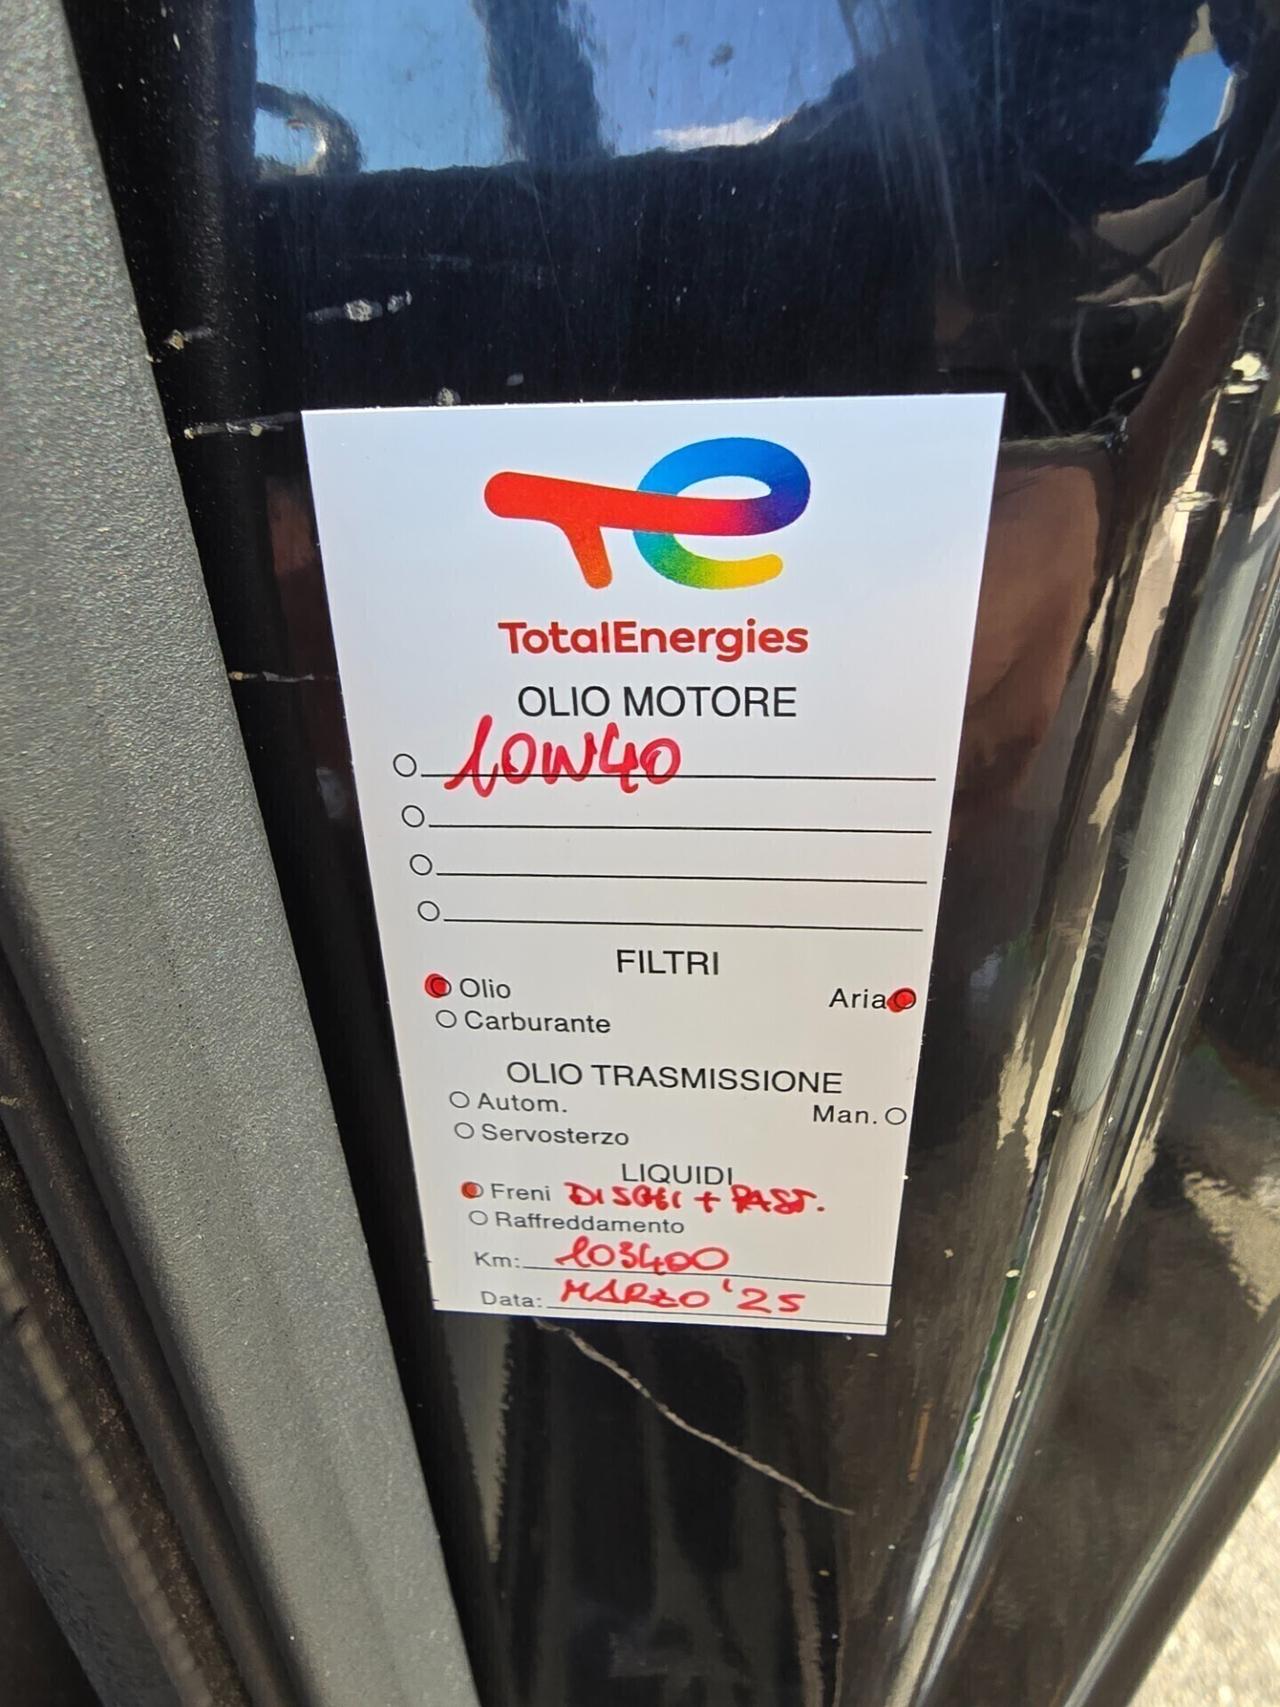 TotalEnergies
OLIO MOTORE
10W40
FILTRI
Olio Aria
Carburante
OLIO TRASMISSIONE
Autom. Man.
Servosterzo
LIQUIDI
Freni DISCHI + PAST.
Raffreddamento
Km: 103400
Data: MARZO '25